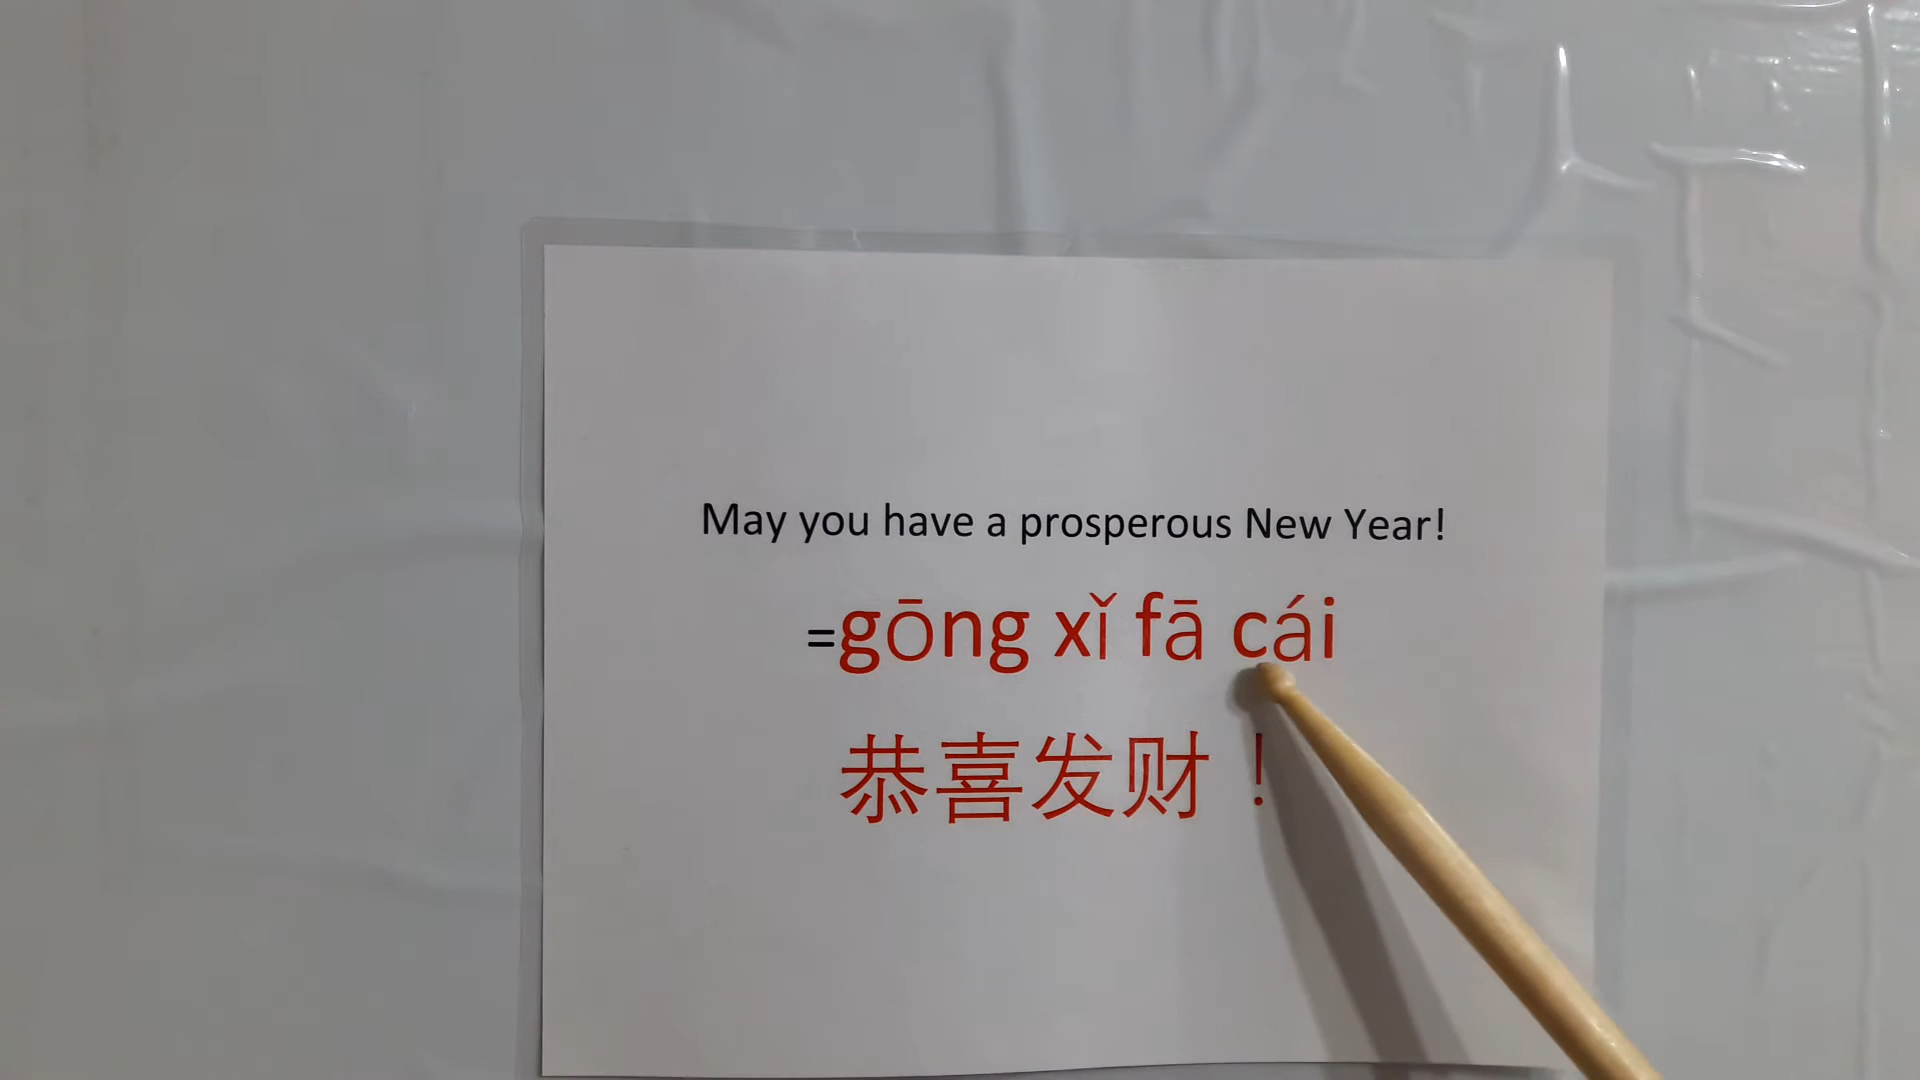 May you have a prosperous New Year!
=gōng xǐ fā cái
恭喜发财！